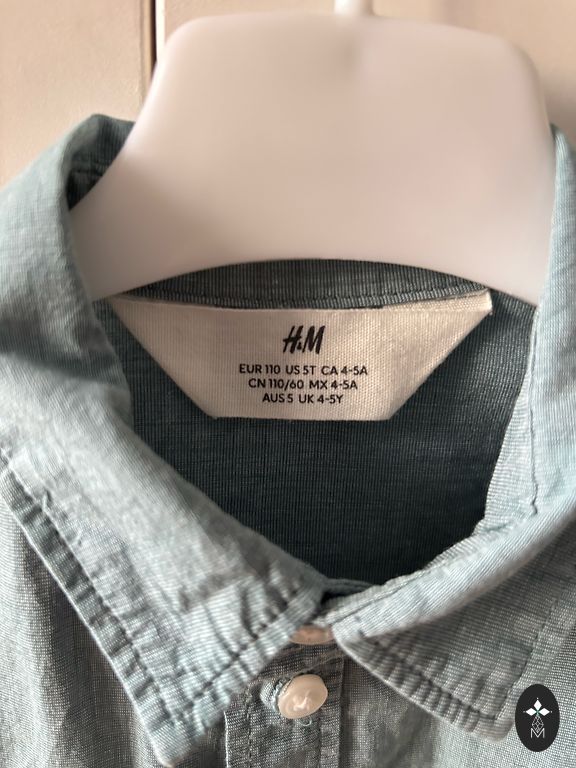 H&M
EUR 110 US 5T CA 4-5A
CN 110/60 MX 4-5A
AUS 5 UK 4-5Y